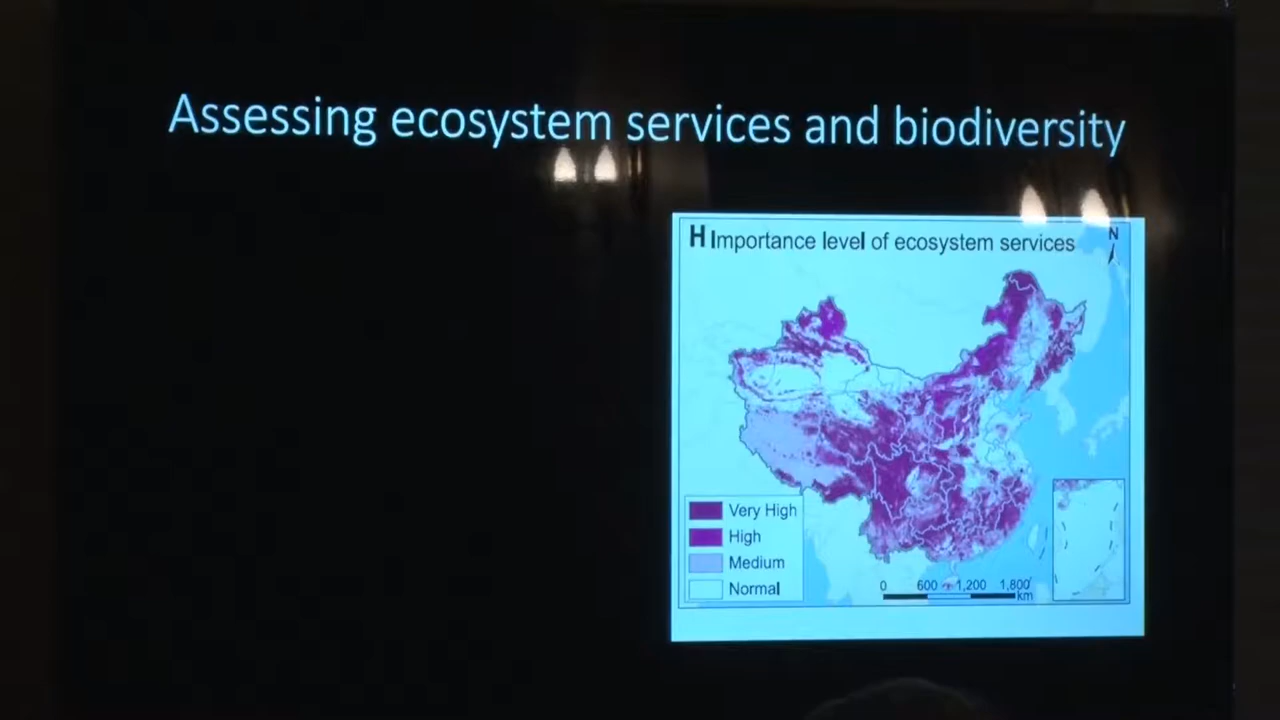 Assessing ecosystem services and biodiversity
H Importance level of ecosystem services
N
Very High
High
Medium
Normal
0 600 1,200 1,800
km